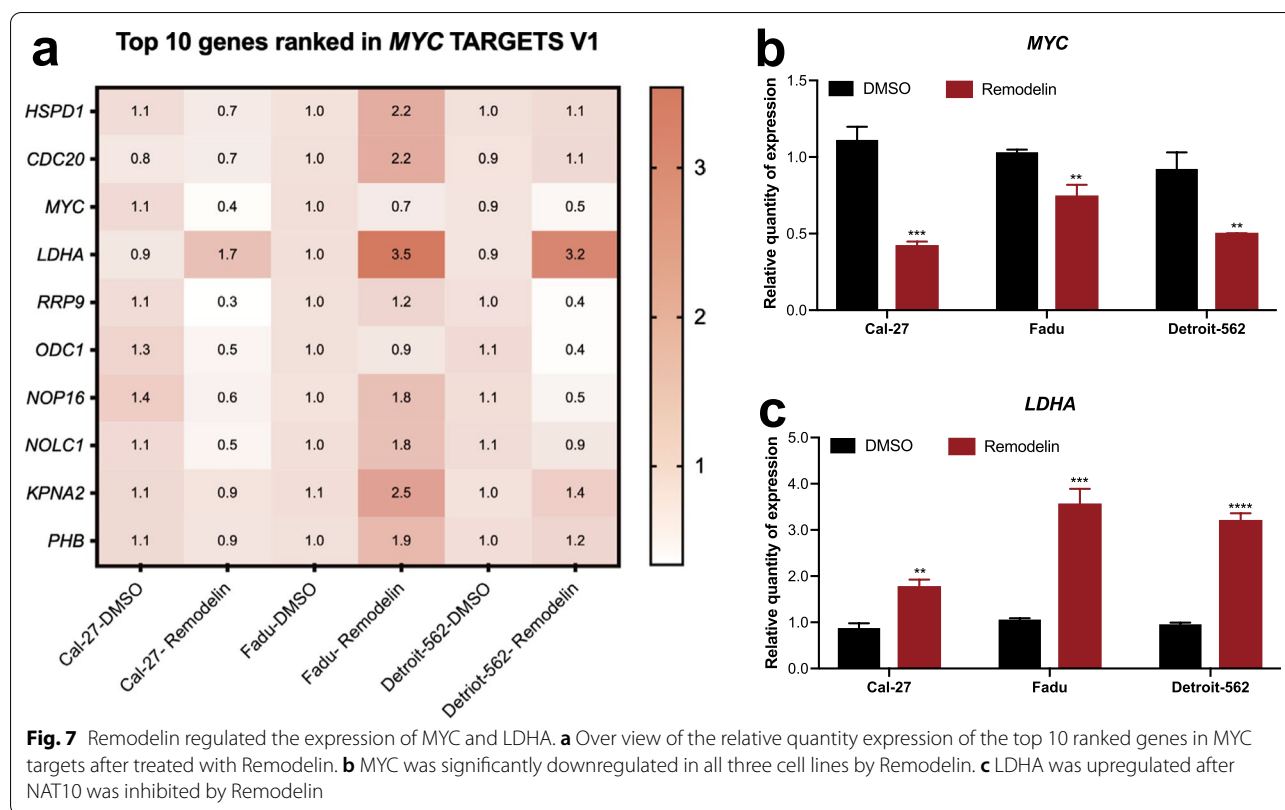 a
Top 10 genes ranked in MYC TARGETS V1
HSPD1 1.1 0.7 1.0 2.2 1.0 1.1
CDC20 0.8 0.7 1.0 2.2 0.9 1.1
MYC 1.1 0.4 1.0 0.7 0.9 0.5
LDHA 0.9 1.7 1.0 3.5 0.9 3.2
RRP9 1.1 0.3 1.0 1.2 1.0 0.4
ODC1 1.3 0.5 1.0 0.9 1.1 0.4
NOP16 1.4 0.6 1.0 1.8 1.1 0.5
NOLC1 1.1 0.5 1.0 1.8 1.1 0.9
KPNA2 1.1 0.9 1.1 2.5 1.0 1.4
PHB 1.1 0.9 1.0 1.9 1.0 1.2
Cal-27-DMSO
Cal-27- Remodelin
Fadu-DMSO
Fadu- Remodelin
Detroit-562-DMSO
Detriot-562- Remodelin
3
2
1
b
MYC
DMSO Remodelin
Relative quantity of expression
1.5
1.0
0.5
0.0
***
**
**
Cal-27 Fadu Detroit-562
c
LDHA
DMSO Remodelin
Relative quantity of expression
5.0
4.0
3.0
2.0
1.0
0.0
**
***
****
Cal-27 Fadu Detroit-562
Fig. 7 Remodelin regulated the expression of MYC and LDHA. a Over view of the relative quantity expression of the top 10 ranked genes in MYC
targets after treated with Remodelin. b MYC was significantly downregulated in all three cell lines by Remodelin. c LDHA was upregulated after
NAT10 was inhibited by Remodelin